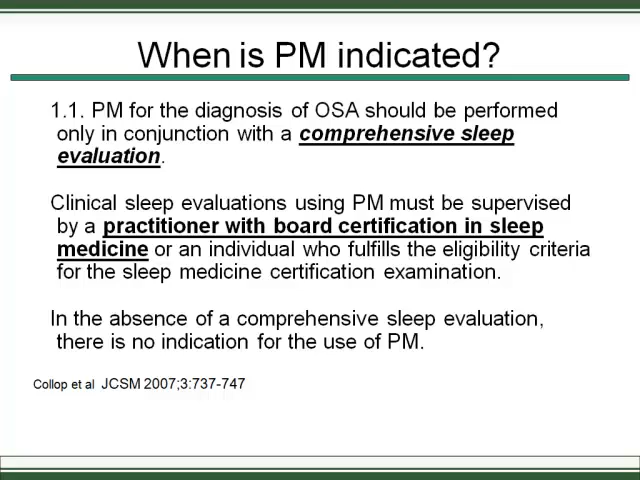 When is PM indicated?
1.1. PM for the diagnosis of OSA should be performed
only in conjunction with a comprehensive sleep
evaluation.
Clinical sleep evaluations using PM must be supervised
by a practitioner with board certification in sleep
medicine or an individual who fulfills the eligibility criteria
for the sleep medicine certification examination.
In the absence of a comprehensive sleep evaluation,
there is no indication for the use of PM.
Collop et al JCSM 2007;3:737-747